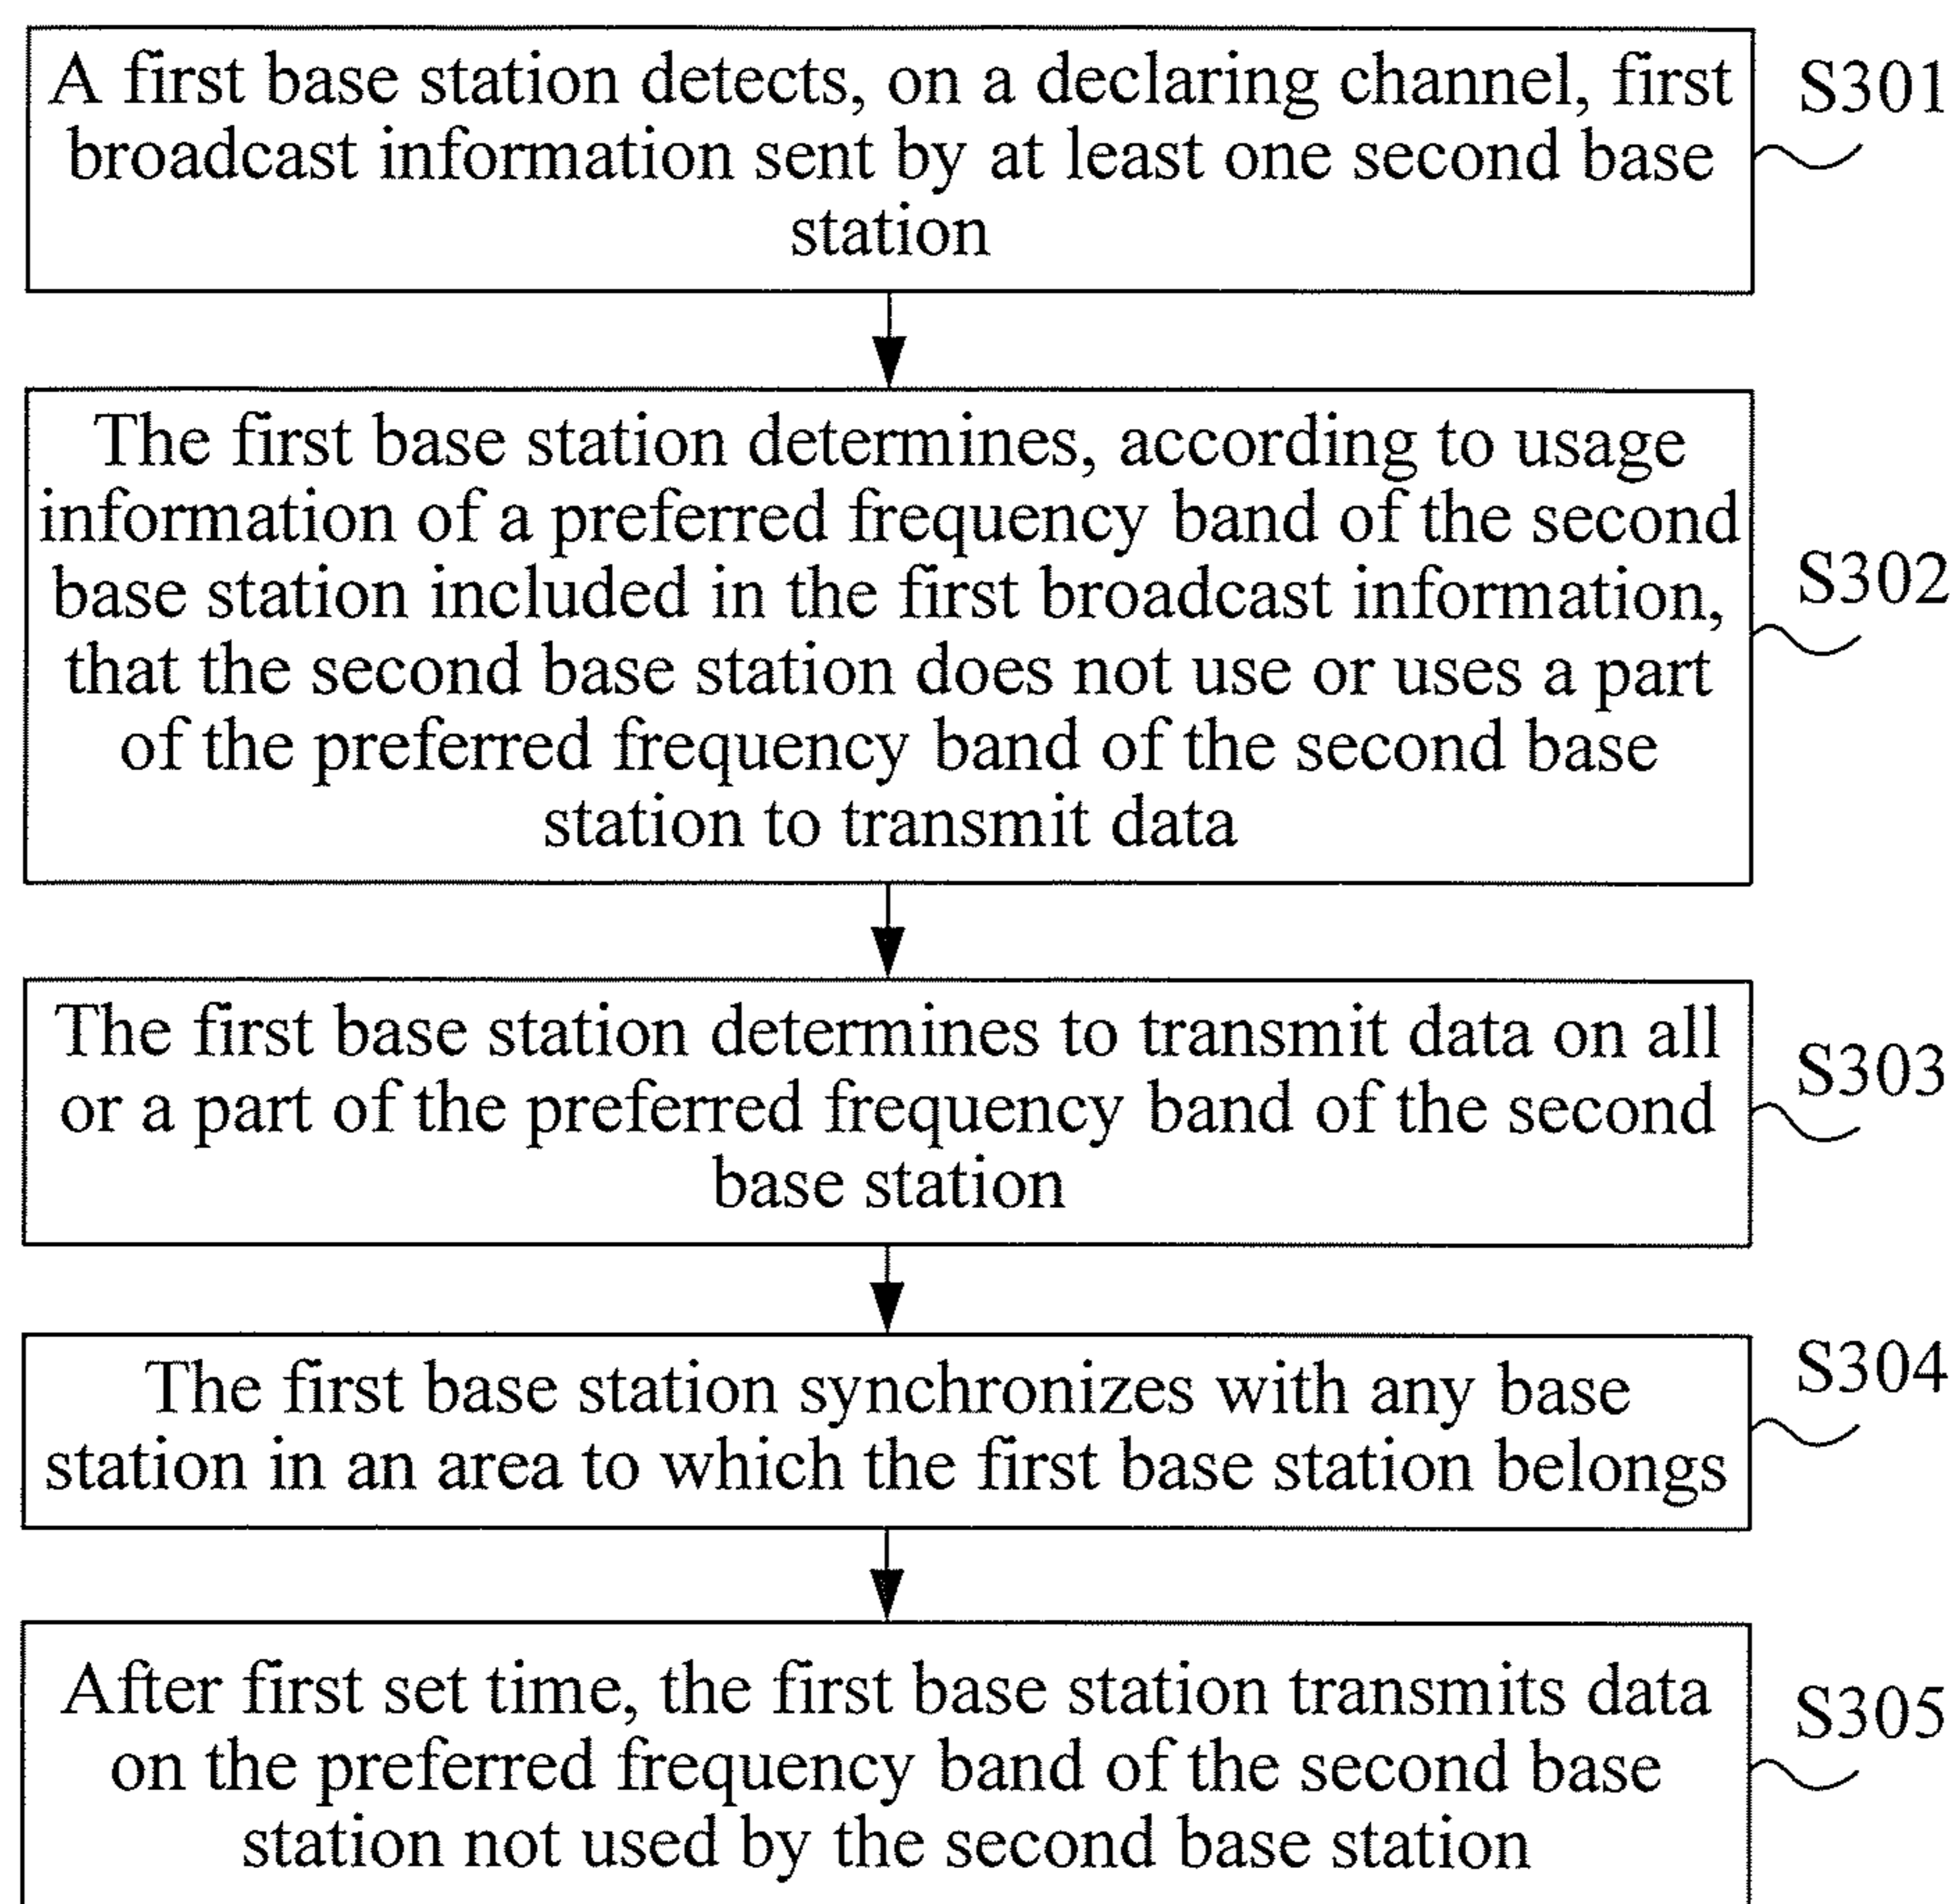 A first base station detects, on a declaring channel, first
broadcast information sent by at least one second base
station
S301
The first base station determines, according to usage
information of a preferred frequency band of the second
base station included in the first broadcast information,
that the second base station does not use or uses a part
of the preferred frequency band of the second base
station to transmit data
S302
The first base station determines to transmit data on all
or a part of the preferred frequency band of the second
base station
S303
The first base station synchronizes with any base
station in an area to which the first base station belongs
S304
After first set time, the first base station transmits data
on the preferred frequency band of the second base
station not used by the second base station
S305